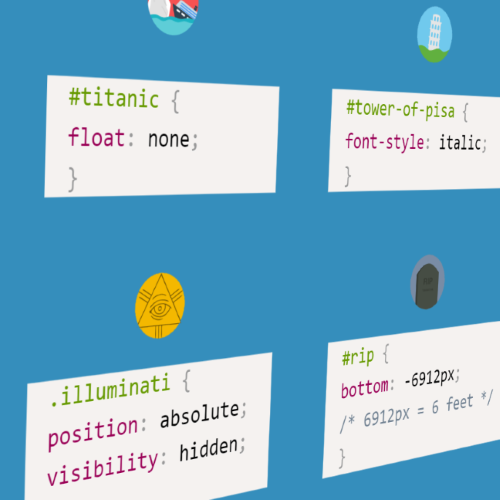 #titanic {
float: none;
}
#tower-of-pisa {
font-style: italic;
}
.illuminati {
position: absolute;
visibility: hidden;
#rip {
bottom: -6912px;
/* 6912px = 6 feet */
}